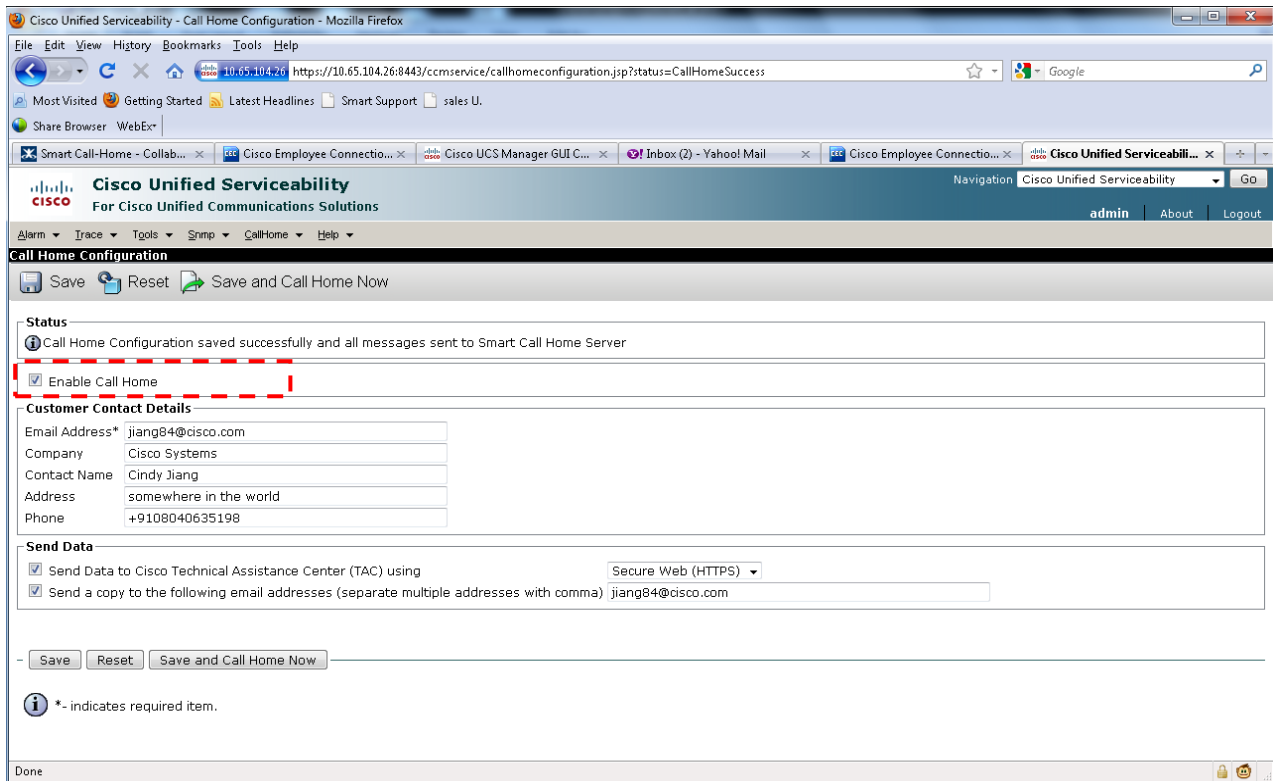 Cisco Unified Serviceability - Call Home Configuration - Mozilla Firefox
File Edit View History Bookmarks Tools Help
cisco 10.65.104.26 https://10.65.104.26:8443/ccmservice/callhomeconfiguration.jsp?status=CallHomeSuccess Google
Most Visited Getting Started Latest Headlines Smart Support sales U.
Share Browser WebEx
Smart Call-Home - Collab... CEC Cisco Employee Connectio... cisco Cisco UCS Manager GUI C... Inbox (2) - Yahoo! Mail CEC Cisco Employee Connectio... cisco Cisco Unified Serviceabili...
cisco Cisco Unified Serviceability Navigation Cisco Unified Serviceability Go
For Cisco Unified Communications Solutions admin About Logout
Alarm Trace Tools Snmp CallHome Help
Call Home Configuration
Save Reset Save and Call Home Now
Status
Call Home Configuration saved successfully and all messages sent to Smart Call Home Server
Enable Call Home
Customer Contact Details
Email Address* jiang84@cisco.com
Company Cisco Systems
Contact Name Cindy Jiang
Address somewhere in the world
Phone +9108040635198
Send Data
Send Data to Cisco Technical Assistance Center (TAC) using Secure Web (HTTPS)
Send a copy to the following email addresses (separate multiple addresses with comma) jiang84@cisco.com
Save Reset Save and Call Home Now
*- indicates required item.
Done